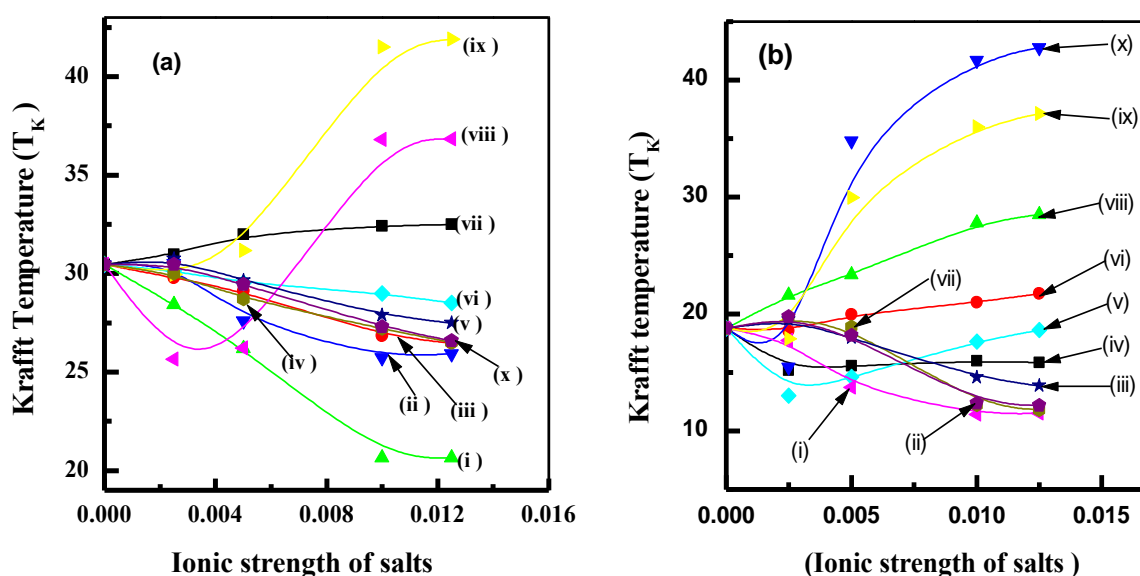 (a)
Krafft Temperature (T_K)
40
35
30
25
20
0.000 0.004 0.008 0.012 0.016
Ionic strength of salts
(ix )
(viii )
(vii )
(vi )
(v )
(x )
(iv )
(iii )
(ii )
(i )
(b)
Krafft temperature (T_K)
40
30
20
10
0.000 0.005 0.010 0.015
(Ionic strength of salts )
(x)
(ix)
(viii)
(vi)
(vii)
(v)
(iv)
(iii)
(ii)
(i)